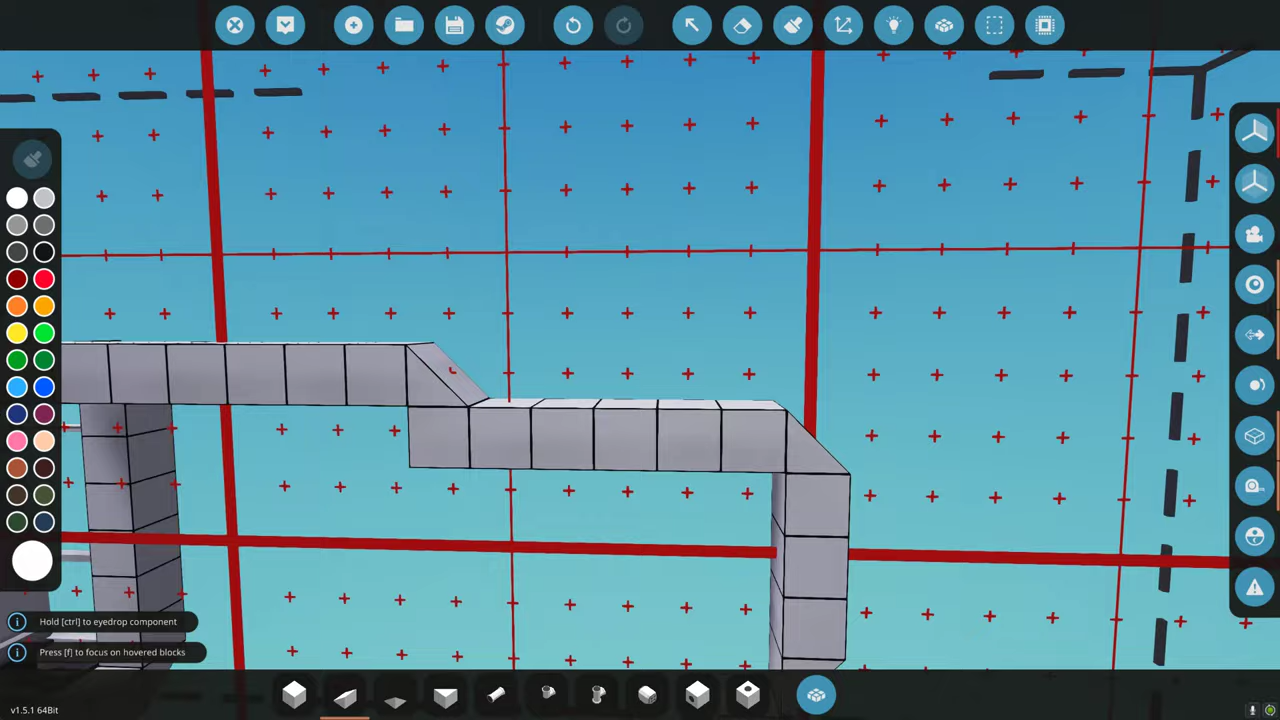 Hold [ctrl] to eyedrop component
Press [f] to focus on hovered blocks
v1.5.1 64Bit